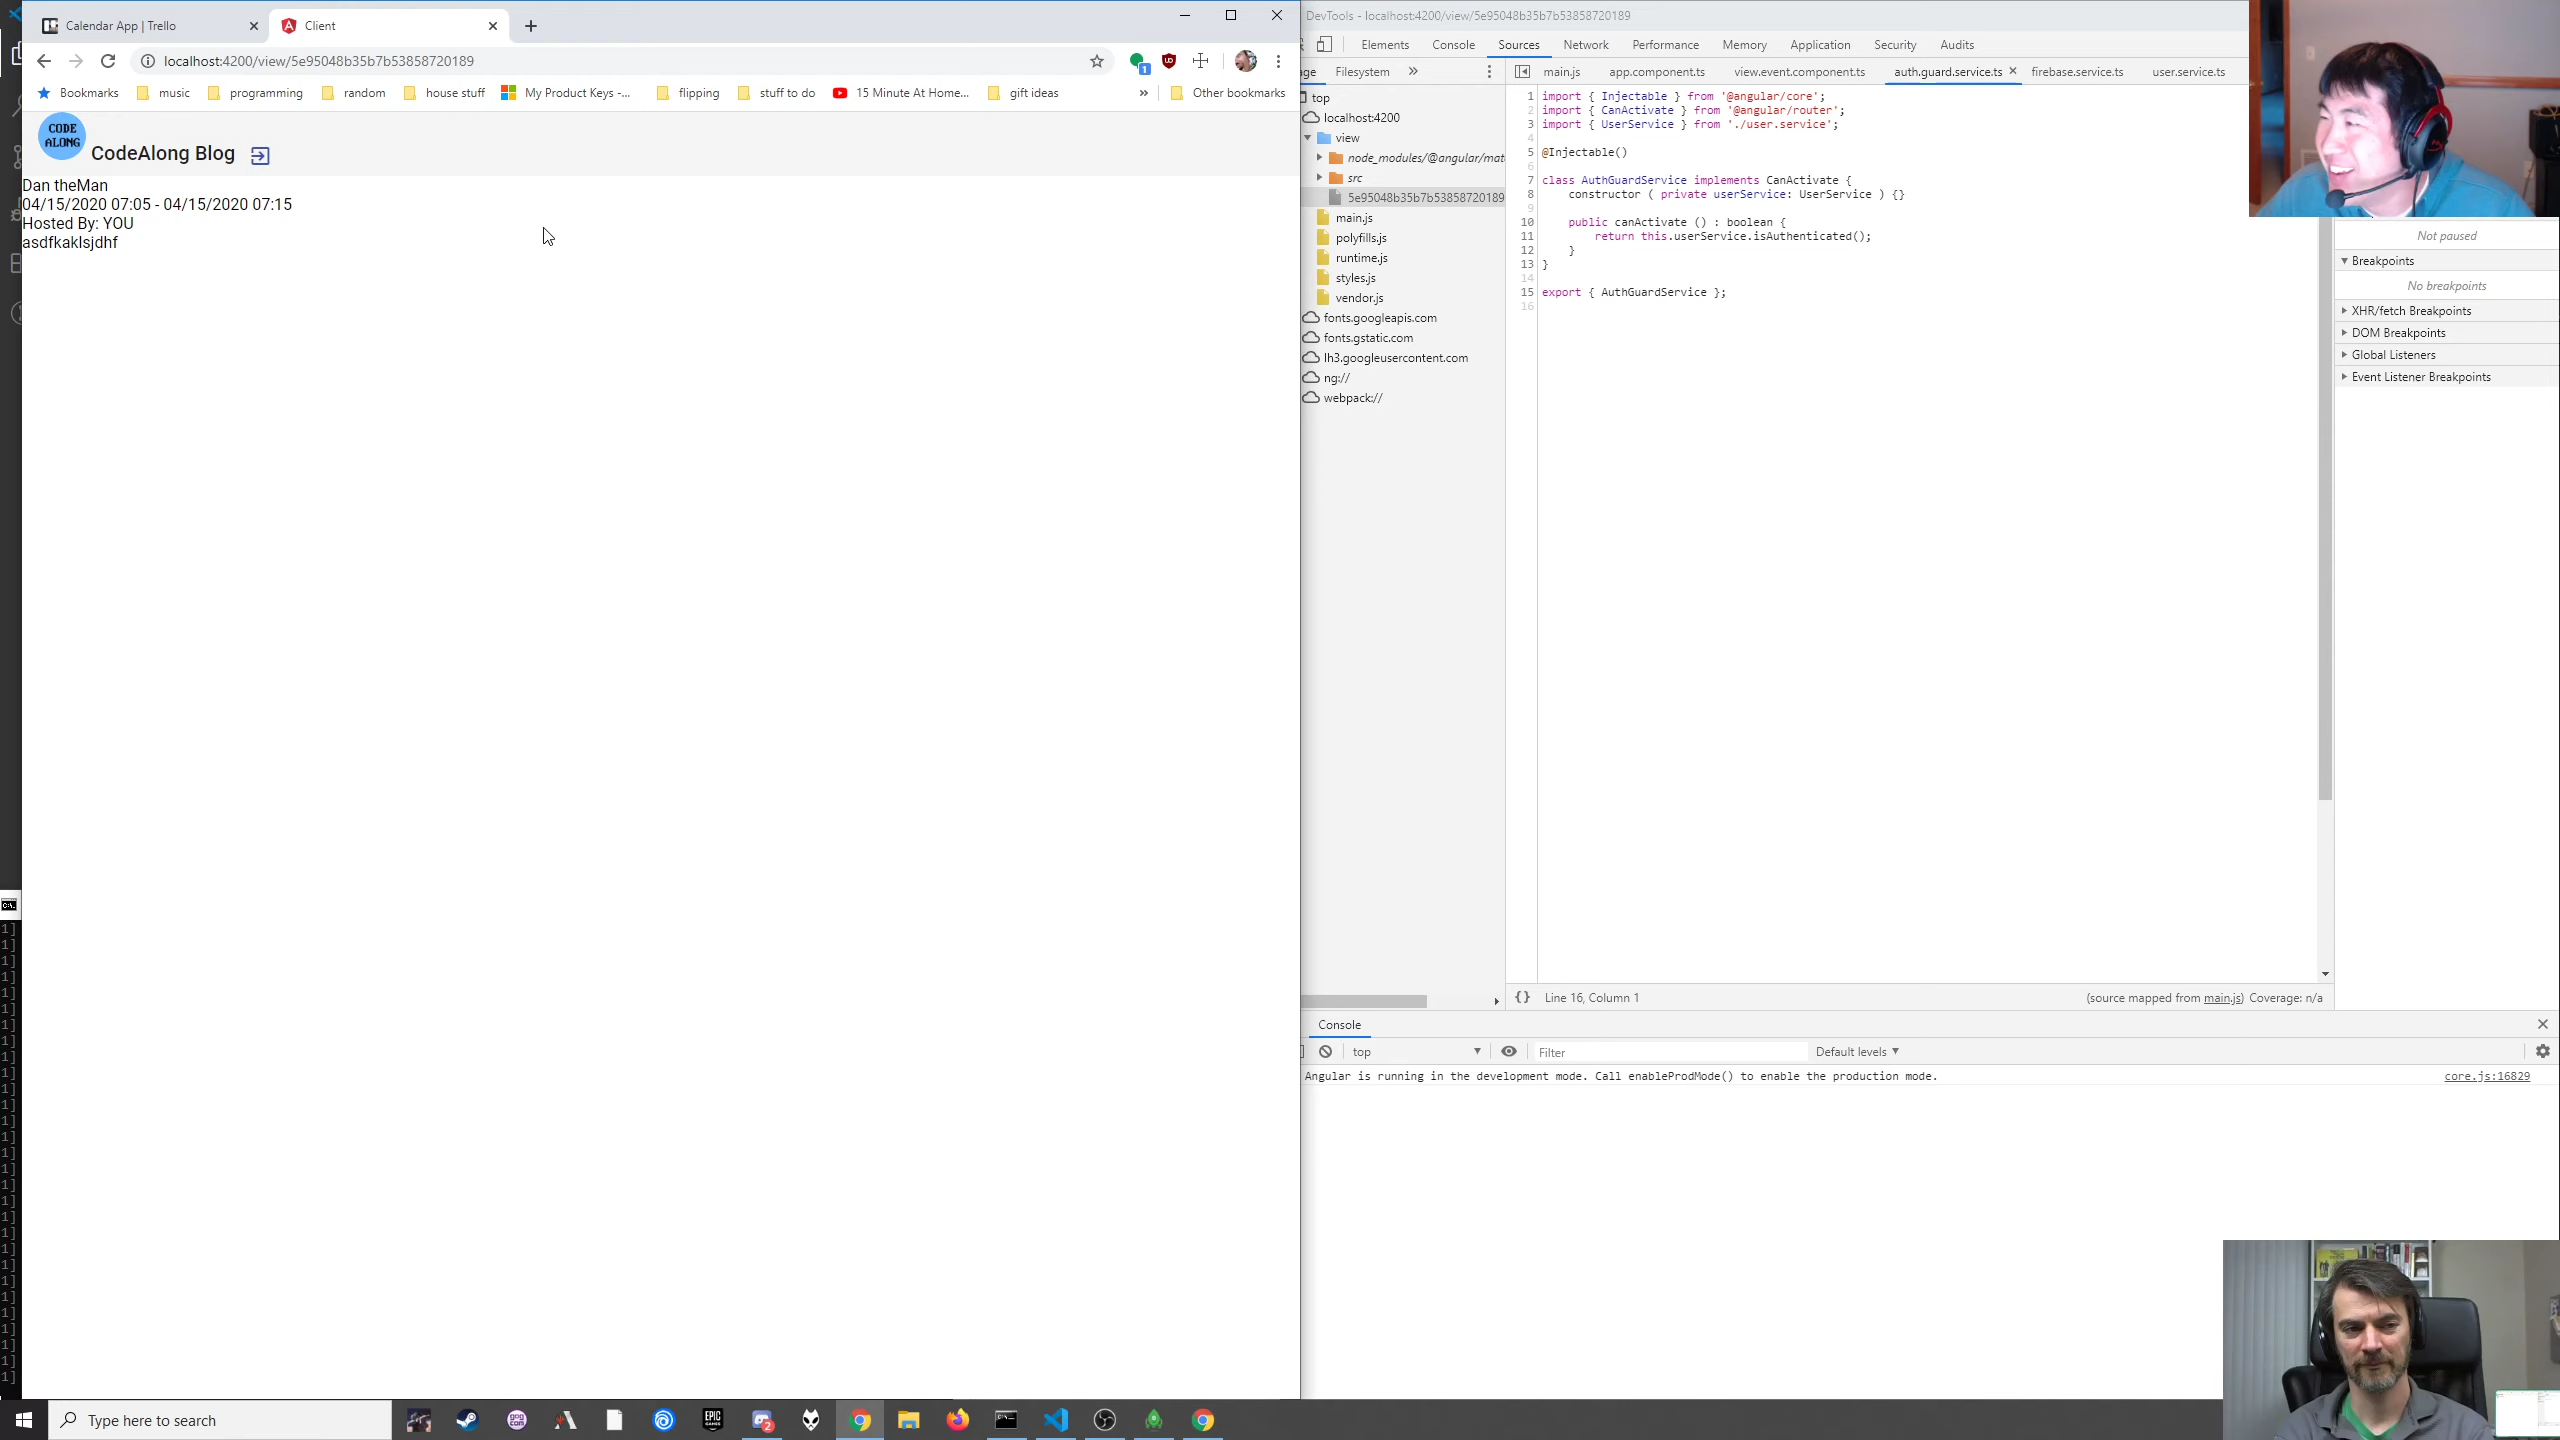 Calendar App | Trello
Client
localhost:4200/view/5e95048b35b7b53858720189
Bookmarks
music
programming
random
house stuff
My Product Keys -...
flipping
stuff to do
15 Minute At Home...
gift ideas
»
Other bookmarks
CODE
ALONG
CodeAlong Blog
Dan theMan
04/15/2020 07:05 - 04/15/2020 07:15
Hosted By: YOU
asdfkaklsjdhf
DevTools - localhost:4200/view/5e95048b35b7b53858720189
Elements
Console
Sources
Network
Performance
Memory
Application
Security
Audits
ge
Filesystem
»
main.js
app.component.ts
view.event.component.ts
auth.guard.service.ts
firebase.service.ts
user.service.ts
top
localhost:4200
view
node_modules/@angular/mat
src
5e95048b35b7b53858720189
main.js
polyfills.js
runtime.js
styles.js
vendor.js
fonts.googleapis.com
fonts.gstatic.com
lh3.googleusercontent.com
ng://
webpack://
1 import { Injectable } from '@angular/core';
2 import { CanActivate } from '@angular/router';
3 import { UserService } from './user.service';
4
5 @Injectable()
6
7 class AuthGuardService implements CanActivate {
8 constructor ( private userService: UserService ) {}
9
10 public canActivate () : boolean {
11 return this.userService.isAuthenticated();
12 }
13 }
14
15 export { AuthGuardService };
16
Not paused
Breakpoints
No breakpoints
XHR/fetch Breakpoints
DOM Breakpoints
Global Listeners
Event Listener Breakpoints
{} Line 16, Column 1
(source mapped from main.js) Coverage: n/a
Console
top
Filter
Default levels
Angular is running in the development mode. Call enableProdMode() to enable the production mode.
core.js:16829
Type here to search